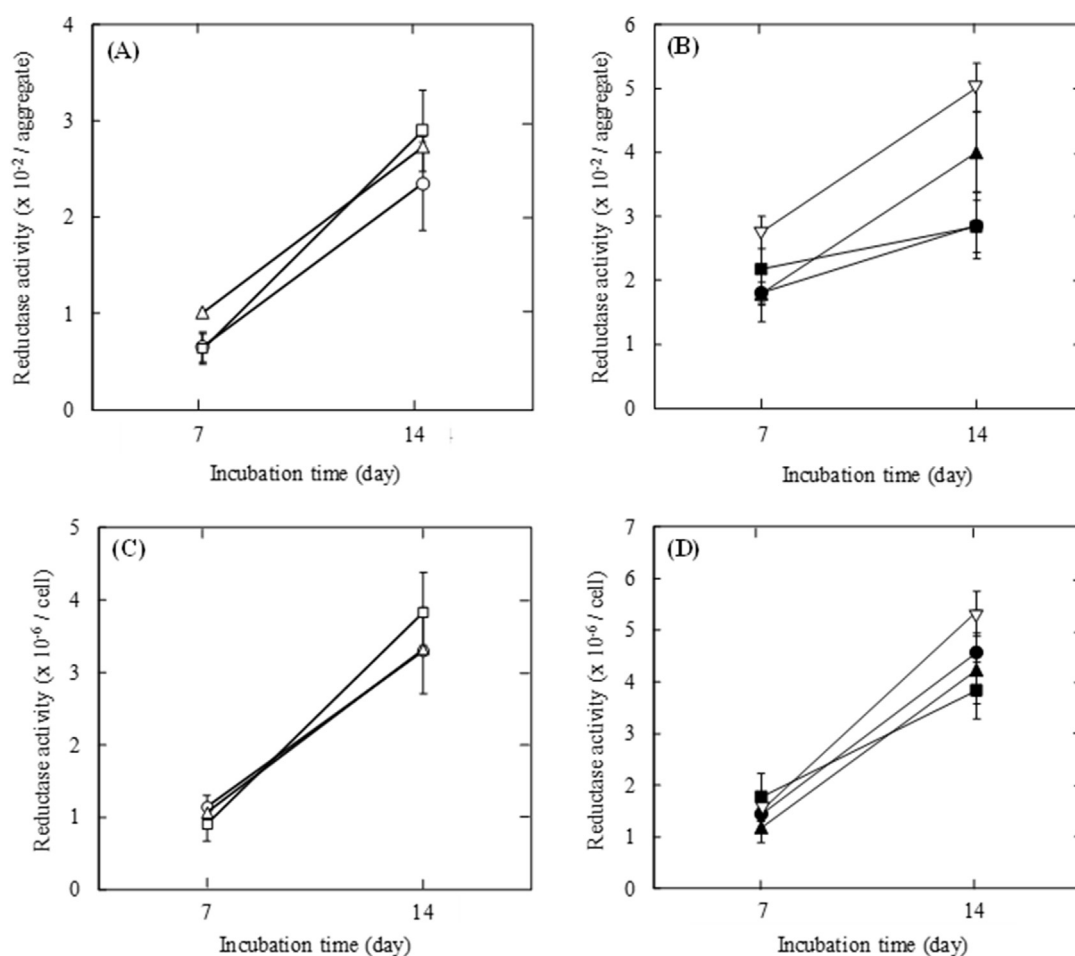 (A)
Reductase activity (x 10-2 / aggregate)
4
3
2
1
0
7
14
Incubation time (day)
(B)
Reductase activity (x 10-2 / aggregate)
6
5
4
3
2
1
0
7
14
Incubation time (day)
(C)
Reductase activity (x 10-6 / cell)
5
4
3
2
1
0
7
14
Incubation time (day)
(D)
Reductase activity (x 10-6 / cell)
7
6
5
4
3
2
1
0
7
14
Incubation time (day)